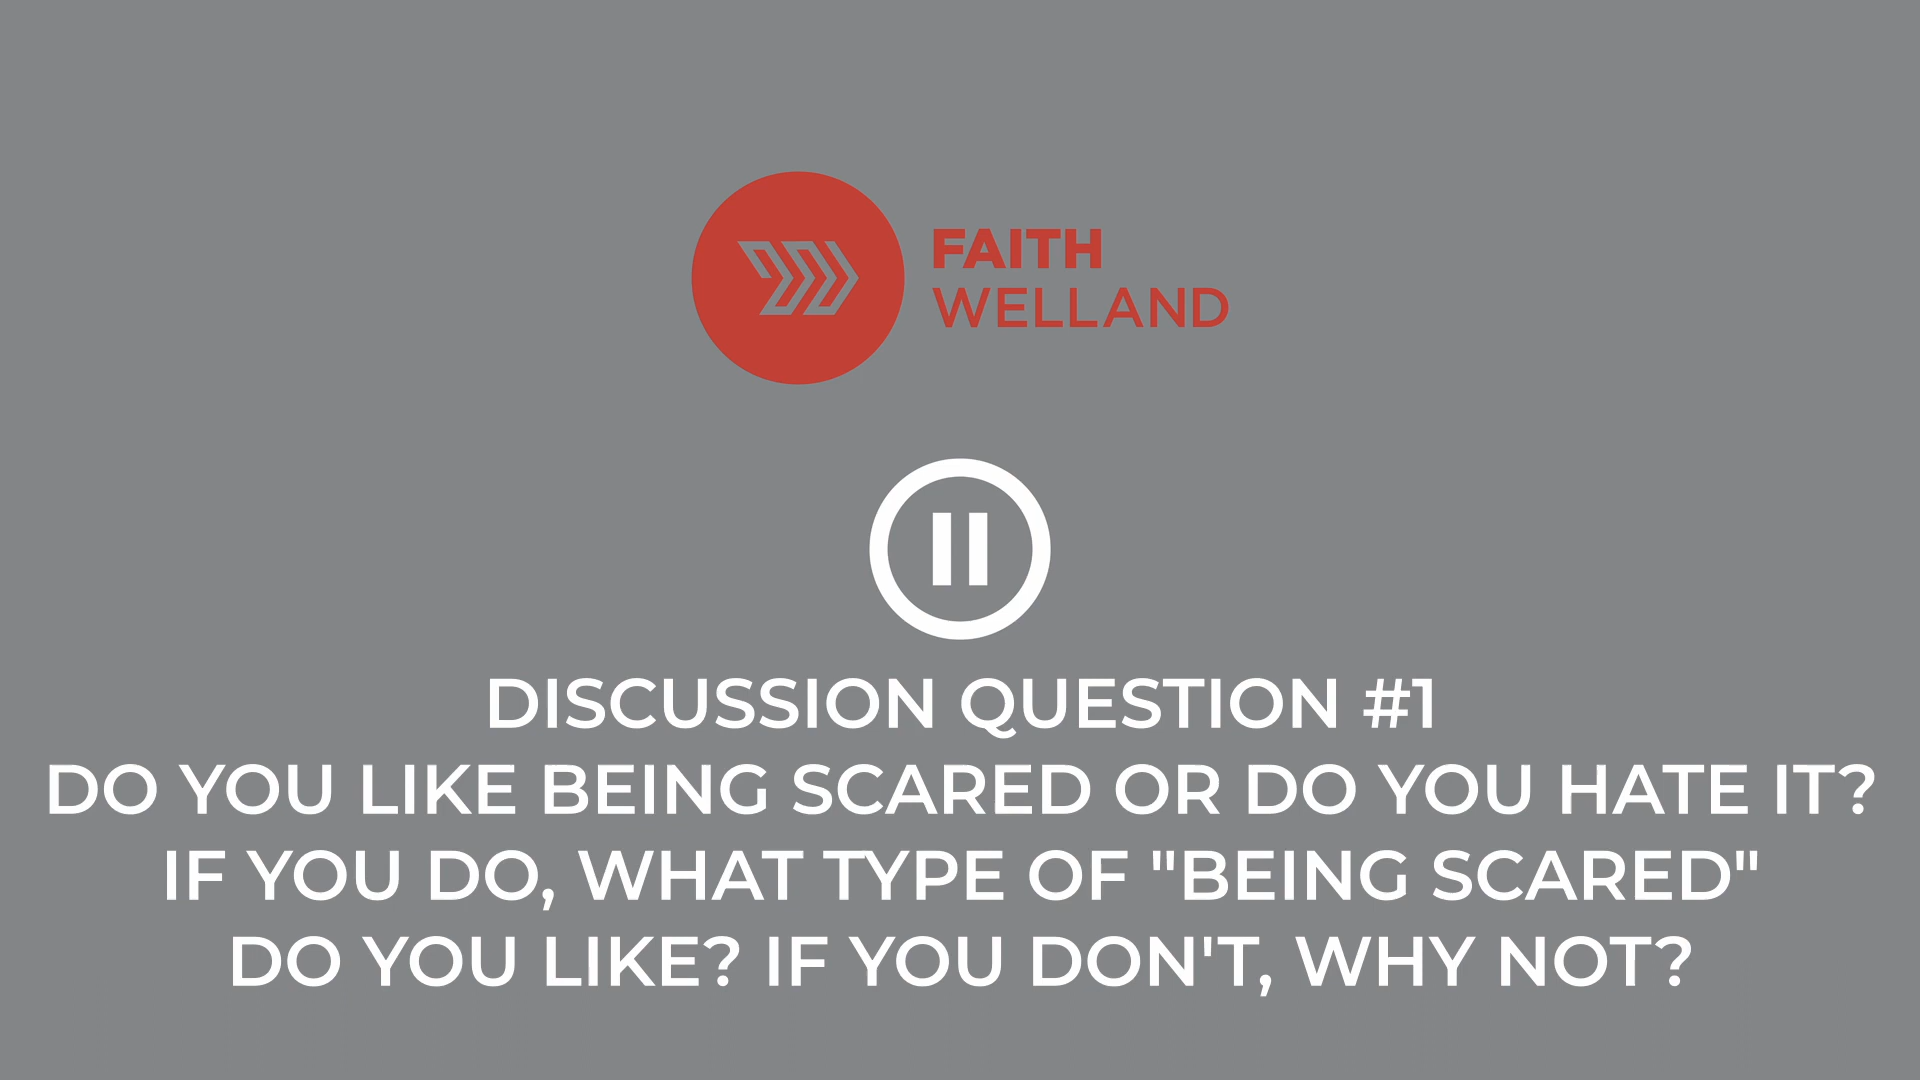 FAITH
WELLAND
DISCUSSION QUESTION #1
DO YOU LIKE BEING SCARED OR DO YOU HATE IT?
IF YOU DO, WHAT TYPE OF "BEING SCARED"
DO YOU LIKE? IF YOU DON'T, WHY NOT?